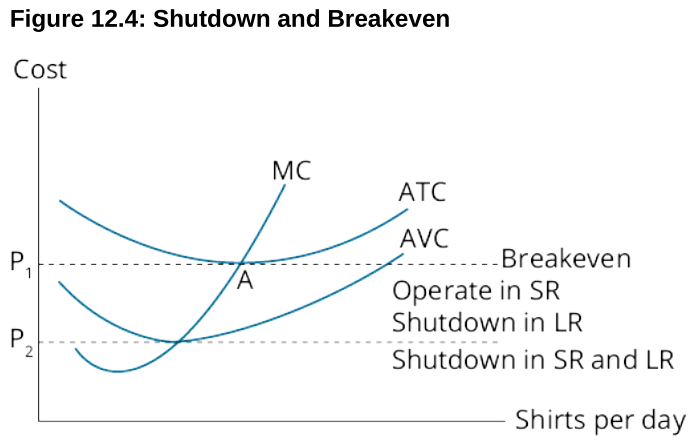 Figure 12.4: Shutdown and Breakeven
Cost
MC
ATC
AVC
P1
Breakeven
A
Operate in SR
Shutdown in LR
P2
Shutdown in SR and LR
Shirts per day